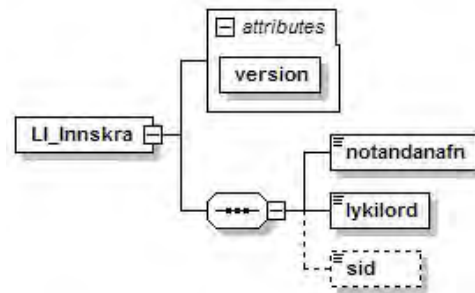 attributes
version
LI_Innskra
notandanafn
lykilord
sid